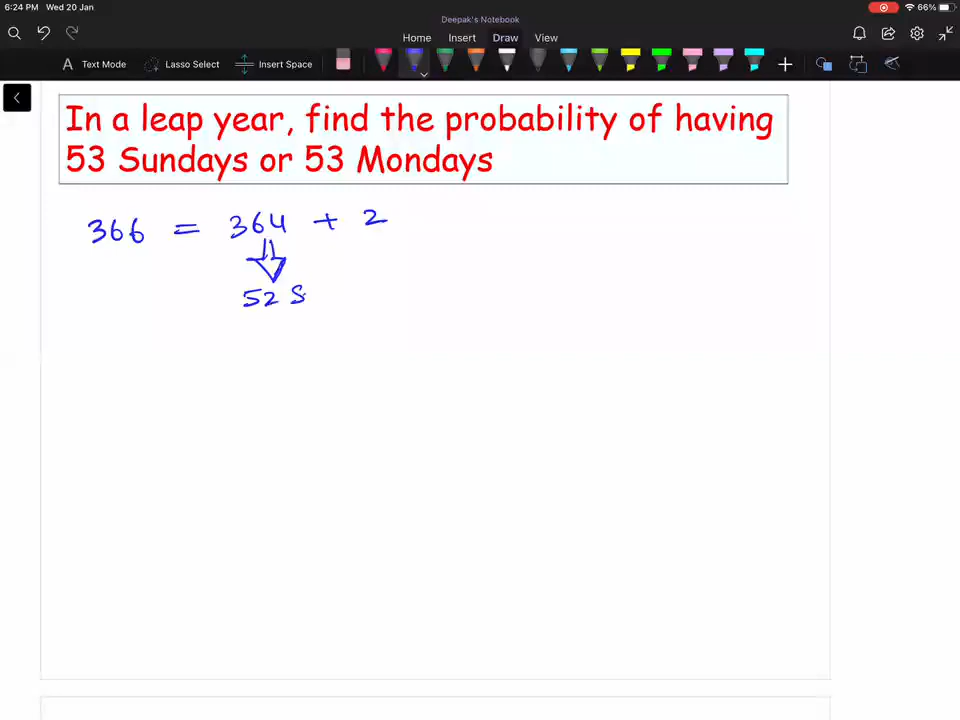 6:24 PM Wed 20 Jan
66%
Deepak's Notebook
Home Insert Draw View
Text Mode Lasso Select Insert Space
In a leap year, find the probability of having
53 Sundays or 53 Mondays
366 = 364 + 2
52 S